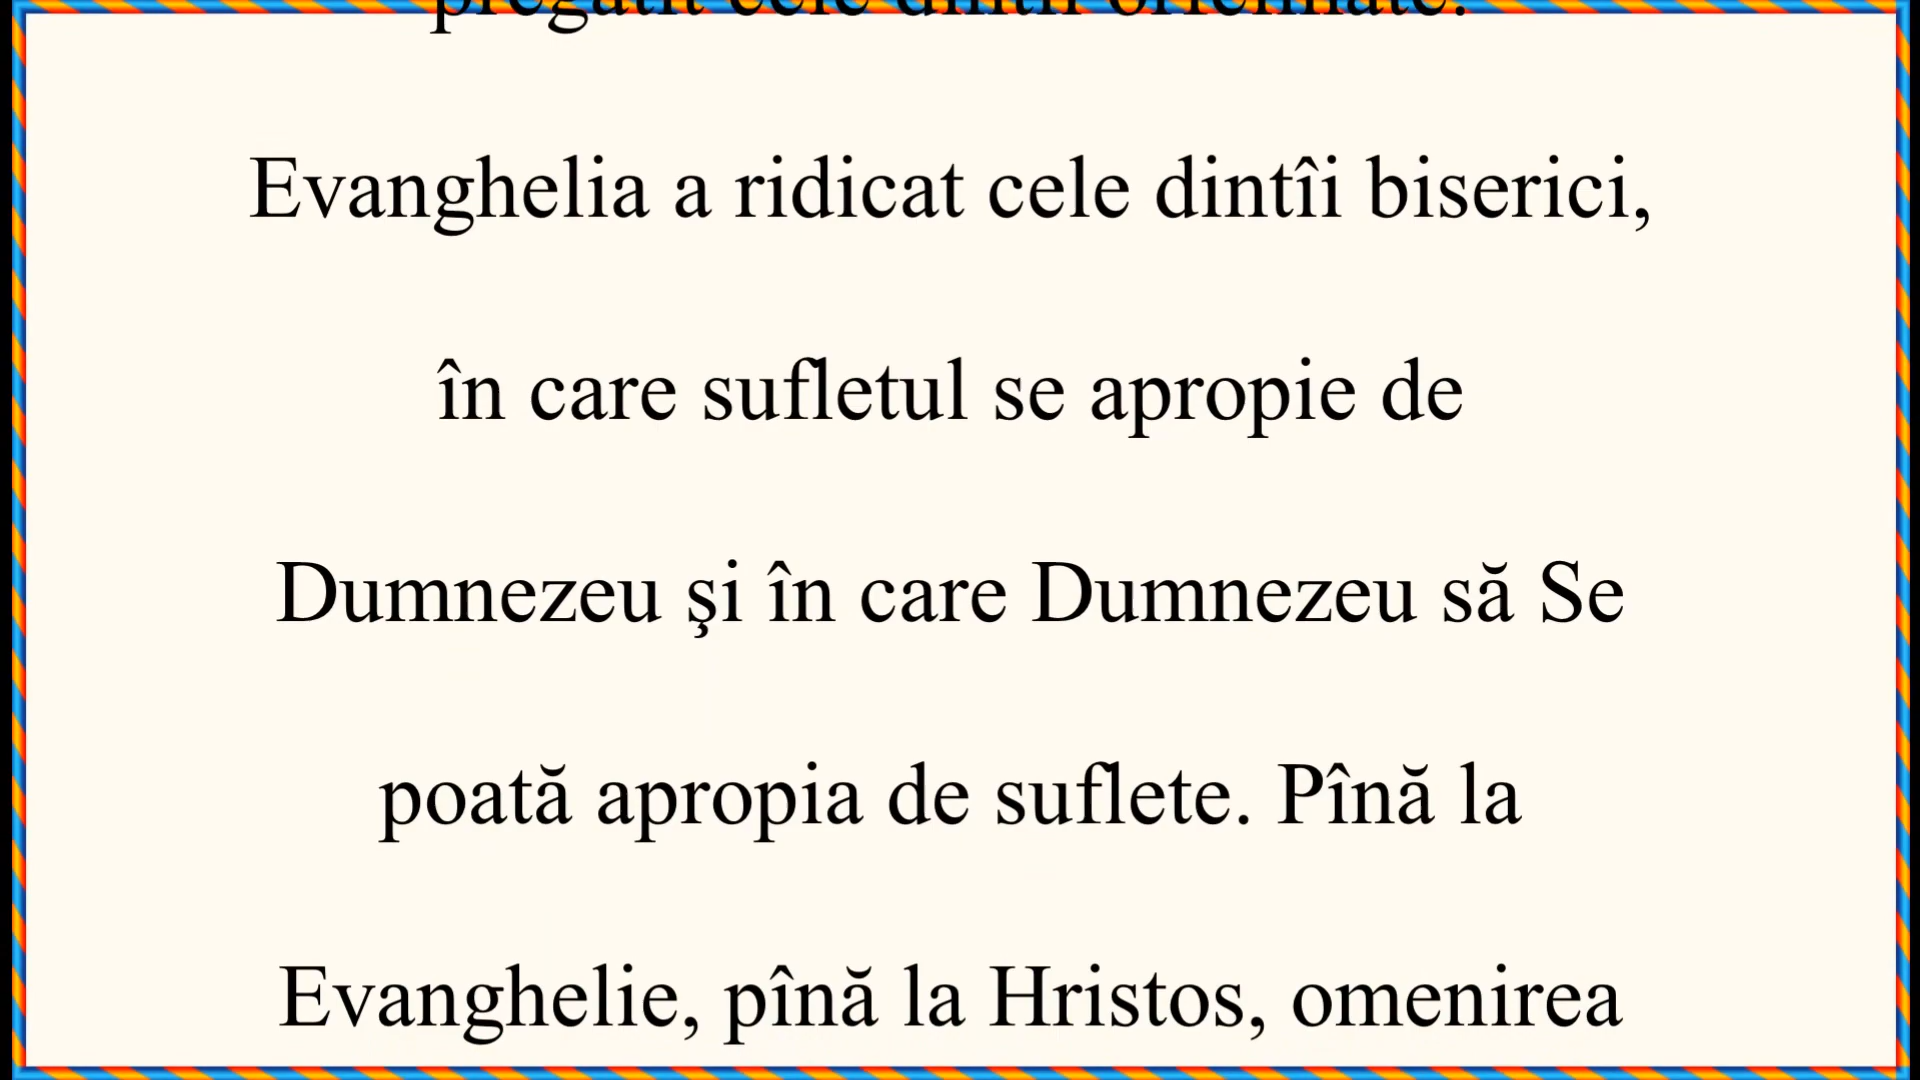 cele
Evanghelia a ridicat cele dintîi biserici,
în care sufletul se apropie de
Dumnezeu şi în care Dumnezeu să Se
poată apropia de suflete. Pînă la
Evanghelie, pînă la Hristos, omenirea